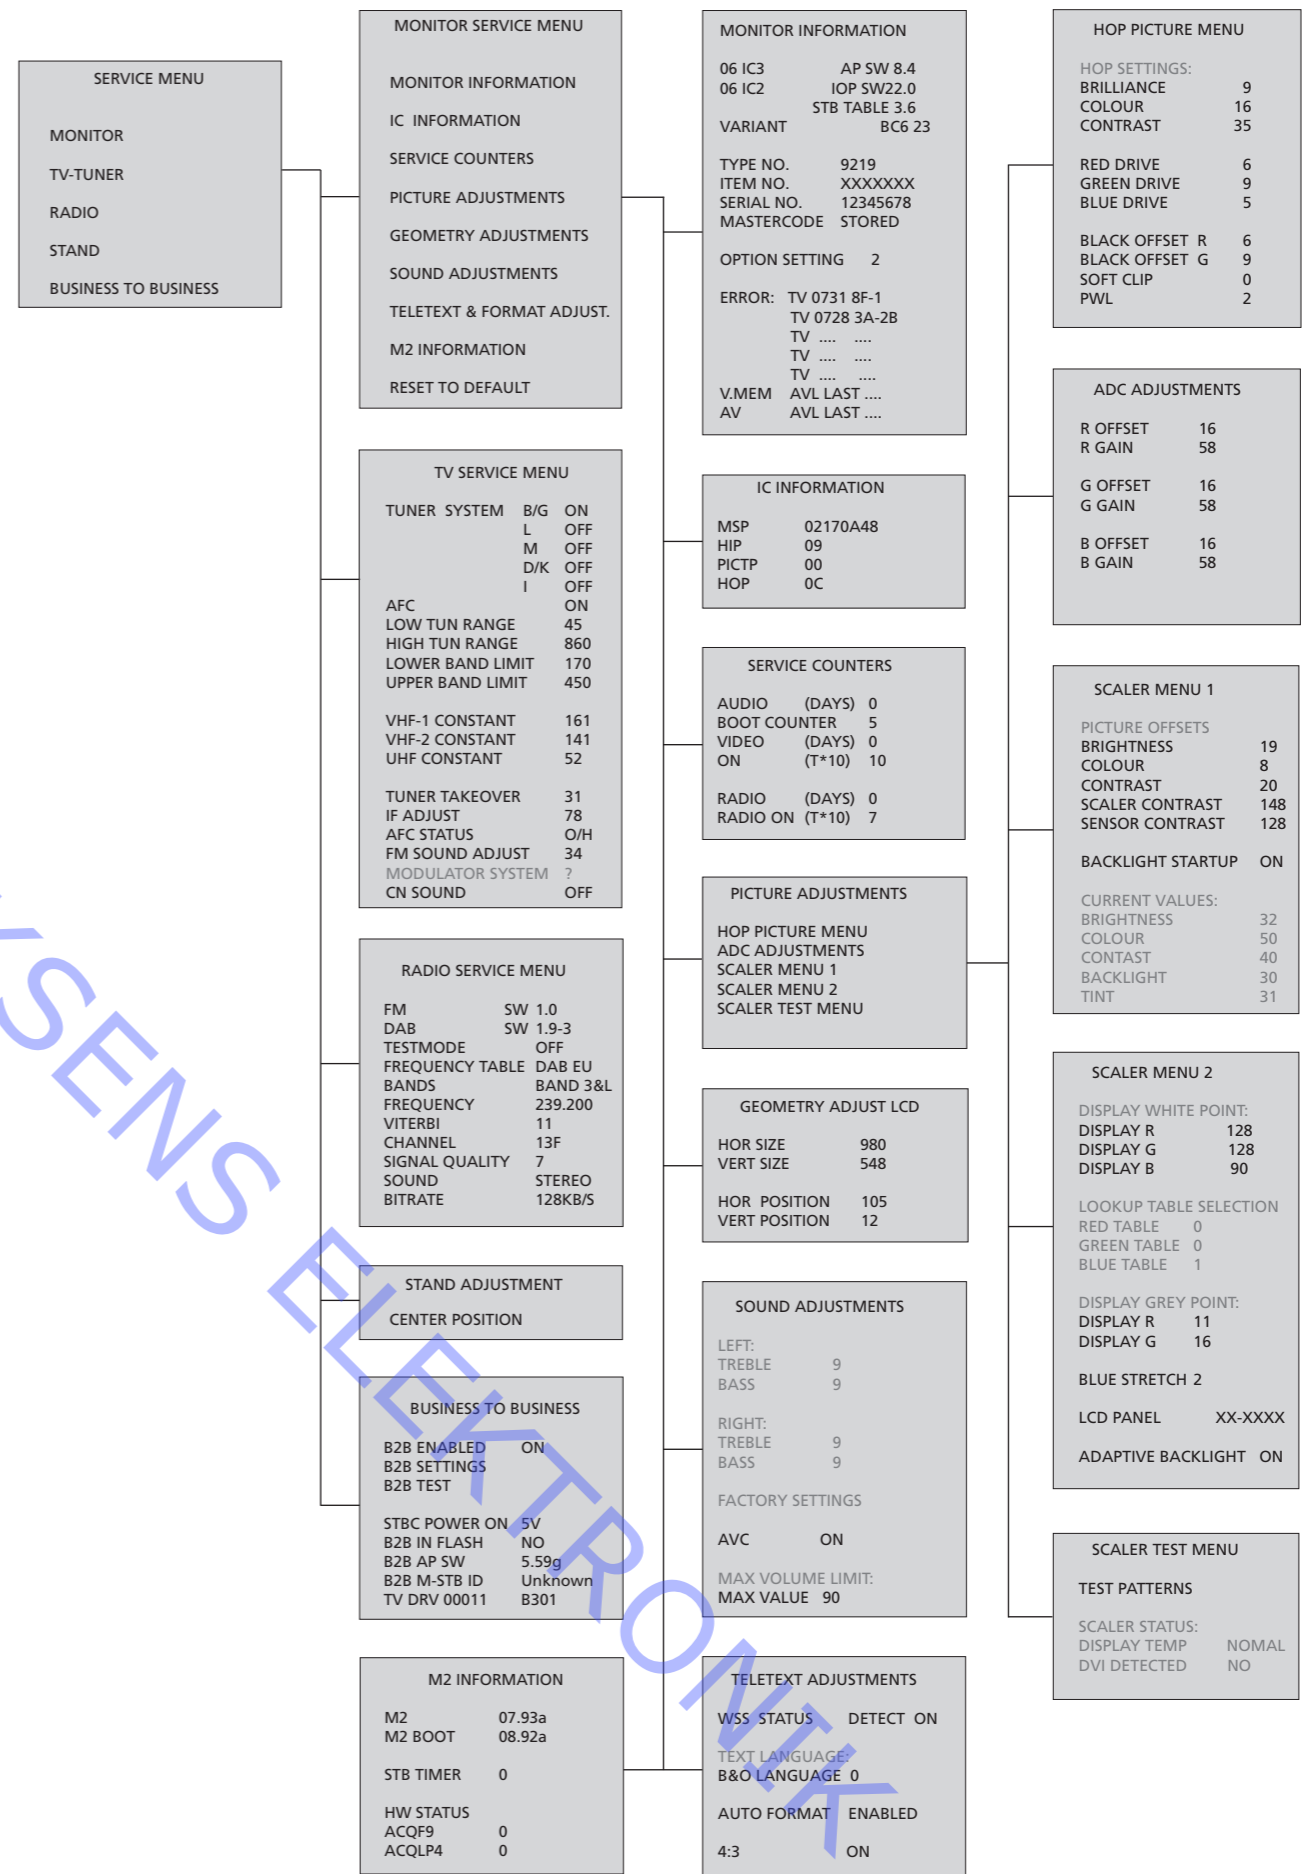 SERVICE MENU
MONITOR
TV-TUNER
RADIO
STAND
BUSINESS TO BUSINESS
MONITOR SERVICE MENU
MONITOR INFORMATION
IC INFORMATION
SERVICE COUNTERS
PICTURE ADJUSTMENTS
GEOMETRY ADJUSTMENTS
SOUND ADJUSTMENTS
TELETEXT & FORMAT ADJUST.
M2 INFORMATION
RESET TO DEFAULT
TV SERVICE MENU
TUNER SYSTEM B/G ON
L OFF
M OFF
D/K OFF
I OFF
AFC ON
LOW TUN RANGE 45
HIGH TUN RANGE 860
LOWER BAND LIMIT 170
UPPER BAND LIMIT 450
VHF-1 CONSTANT 161
VHF-2 CONSTANT 141
UHF CONSTANT 52
TUNER TAKEOVER 31
IF ADJUST 78
AFC STATUS O/H
FM SOUND ADJUST 34
MODULATOR SYSTEM ?
CN SOUND OFF
RADIO SERVICE MENU
FM SW 1.0
DAB SW 1.9-3
TESTMODE OFF
FREQUENCY TABLE DAB EU
BANDS BAND 3&L
FREQUENCY 239.200
VITERBI 11
CHANNEL 13F
SIGNAL QUALITY 7
SOUND STEREO
BITRATE 128KB/S
STAND ADJUSTMENT
CENTER POSITION
BUSINESS TO BUSINESS
B2B ENABLED ON
B2B SETTINGS
B2B TEST
STBC POWER ON 5V
B2B IN FLASH NO
B2B AP SW 5.59g
B2B M-STB ID Unknown
TV DRV 00011 B301
M2 INFORMATION
M2 07.93a
M2 BOOT 08.92a
STB TIMER 0
HW STATUS
ACQF9 0
ACQLP4 0
MONITOR INFORMATION
06 IC3 AP SW 8.4
06 IC2 IOP SW22.0
STB TABLE 3.6
VARIANT BC6 23
TYPE NO. 9219
ITEM NO. XXXXXXX
SERIAL NO. 12345678
MASTERCODE STORED
OPTION SETTING 2
ERROR: TV 0731 8F-1
TV 0728 3A-2B
TV .... ....
TV .... ....
TV .... ....
V.MEM AVL LAST ....
AV AVL LAST ....
IC INFORMATION
MSP 02170A48
HIP 09
PICTP 00
HOP 0C
SERVICE COUNTERS
AUDIO (DAYS) 0
BOOT COUNTER 5
VIDEO (DAYS) 0
ON (T*10) 10
RADIO (DAYS) 0
RADIO ON (T*10) 7
PICTURE ADJUSTMENTS
HOP PICTURE MENU
ADC ADJUSTMENTS
SCALER MENU 1
SCALER MENU 2
SCALER TEST MENU
GEOMETRY ADJUST LCD
HOR SIZE 980
VERT SIZE 548
HOR POSITION 105
VERT POSITION 12
SOUND ADJUSTMENTS
LEFT:
TREBLE 9
BASS 9
RIGHT:
TREBLE 9
BASS 9
FACTORY SETTINGS
AVC ON
MAX VOLUME LIMIT:
MAX VALUE 90
TELETEXT ADJUSTMENTS
WSS STATUS DETECT ON
TEXT LANGUAGE:
B&O LANGUAGE 0
AUTO FORMAT ENABLED
4:3 ON
HOP PICTURE MENU
HOP SETTINGS:
BRILLIANCE 9
COLOUR 16
CONTRAST 35
RED DRIVE 6
GREEN DRIVE 9
BLUE DRIVE 5
BLACK OFFSET R 6
BLACK OFFSET G 9
SOFT CLIP 0
PWL 2
ADC ADJUSTMENTS
R OFFSET 16
R GAIN 58
G OFFSET 16
G GAIN 58
B OFFSET 16
B GAIN 58
SCALER MENU 1
PICTURE OFFSETS
BRIGHTNESS 19
COLOUR 8
CONTRAST 20
SCALER CONTRAST 148
SENSOR CONTRAST 128
BACKLIGHT STARTUP ON
CURRENT VALUES:
BRIGHTNESS 32
COLOUR 50
CONTAST 40
BACKLIGHT 30
TINT 31
SCALER MENU 2
DISPLAY WHITE POINT:
DISPLAY R 128
DISPLAY G 128
DISPLAY B 90
LOOKUP TABLE SELECTION
RED TABLE 0
GREEN TABLE 0
BLUE TABLE 1
DISPLAY GREY POINT:
DISPLAY R 11
DISPLAY G 16
BLUE STRETCH 2
LCD PANEL XX-XXXX
ADAPTIVE BACKLIGHT ON
SCALER TEST MENU
TEST PATTERNS
SCALER STATUS:
DISPLAY TEMP NOMAL
DVI DETECTED NO
ELEKTRONIK